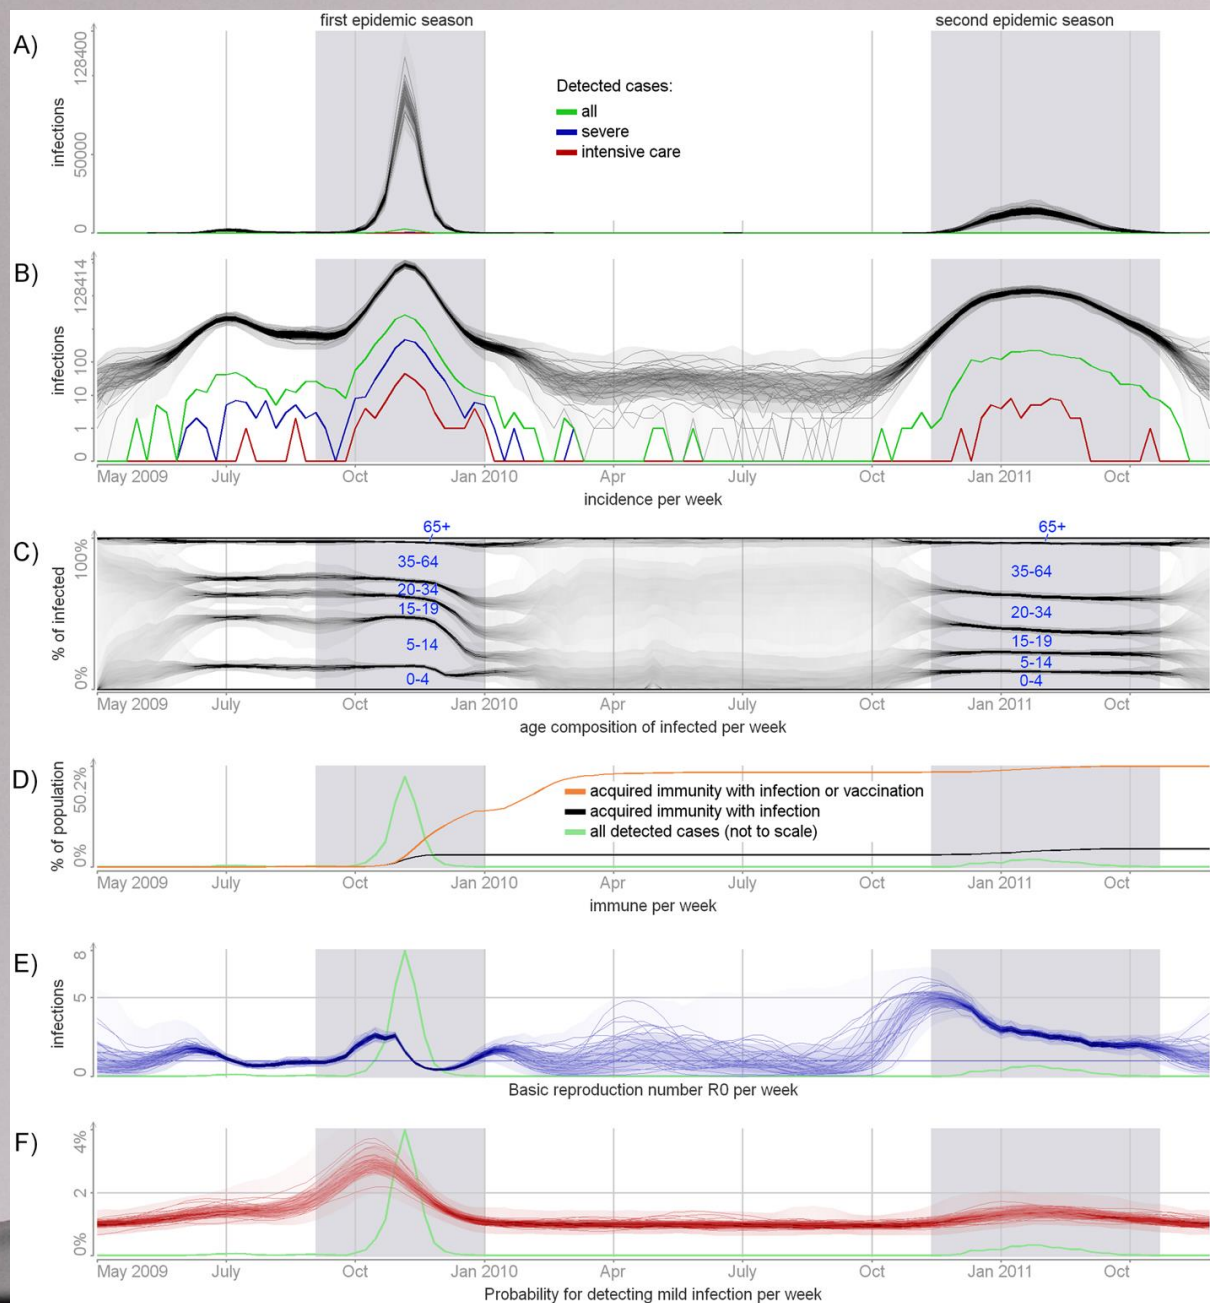 first epidemic season
second epidemic season
A)
128400
50000
0
infections
Detected cases:
all
severe
intensive care
B)
128414
100
10
1
0
infections
May 2009 July Oct Jan 2010 Apr July Oct Jan 2011 Oct
incidence per week
C)
100%
0%
% of infected
65+
35-64
20-34
15-19
5-14
0-4
65+
35-64
20-34
15-19
5-14
0-4
May 2009 July Oct Jan 2010 Apr July Oct Jan 2011 Oct
age composition of infected per week
D)
50.2%
0%
% of population
acquired immunity with infection or vaccination
acquired immunity with infection
all detected cases (not to scale)
May 2009 July Oct Jan 2010 Apr July Oct Jan 2011 Oct
immune per week
E)
8
5
0
infections
Basic reproduction number R0 per week
F)
4%
2
0%
May 2009 July Oct Jan 2010 Apr July Oct Jan 2011 Oct
Probability for detecting mild infection per week